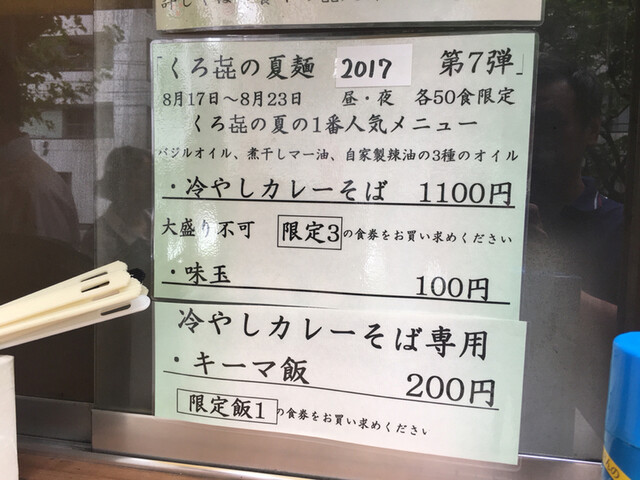 「くろ㐂の夏麺 2017 第7弾」
8月17日～8月23日 昼・夜 各50食限定
くろ㐂の夏の1番人気メニュー
バジルオイル、煮干しマー油、自家製辣油の3種のオイル
・冷やしカレーそば 1100円
大盛り不可 限定3の食券をお買い求めください
・味玉 100円
冷やしカレーそば専用
・キーマ飯 200円
限定飯1の食券をお買い求めください